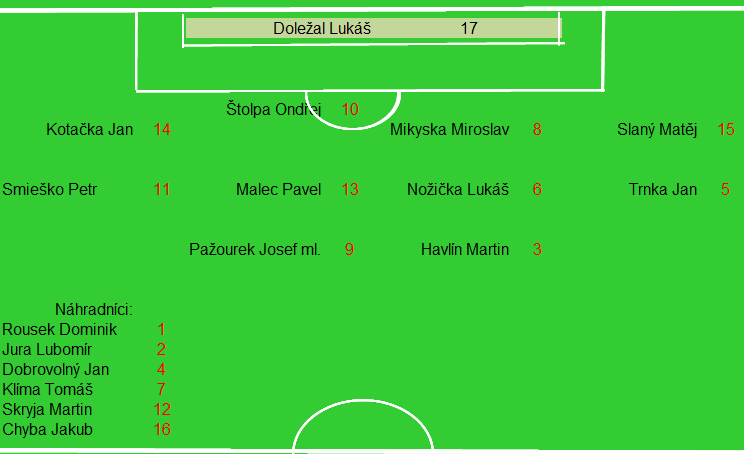 Doležal Lukáš 17
Štolpa Ondřej 10
Kotačka Jan 14 Mikyska Miroslav 8 Slaný Matěj 15
Smieško Petr 11 Malec Pavel 13 Nožička Lukáš 6 Trnka Jan 5
Pažourek Josef ml. 9 Havlín Martin 3
Náhradníci:
Rousek Dominik 1
Jura Lubomír 2
Dobrovolný Jan 4
Klíma Tomáš 7
Skryja Martin 12
Chyba Jakub 16